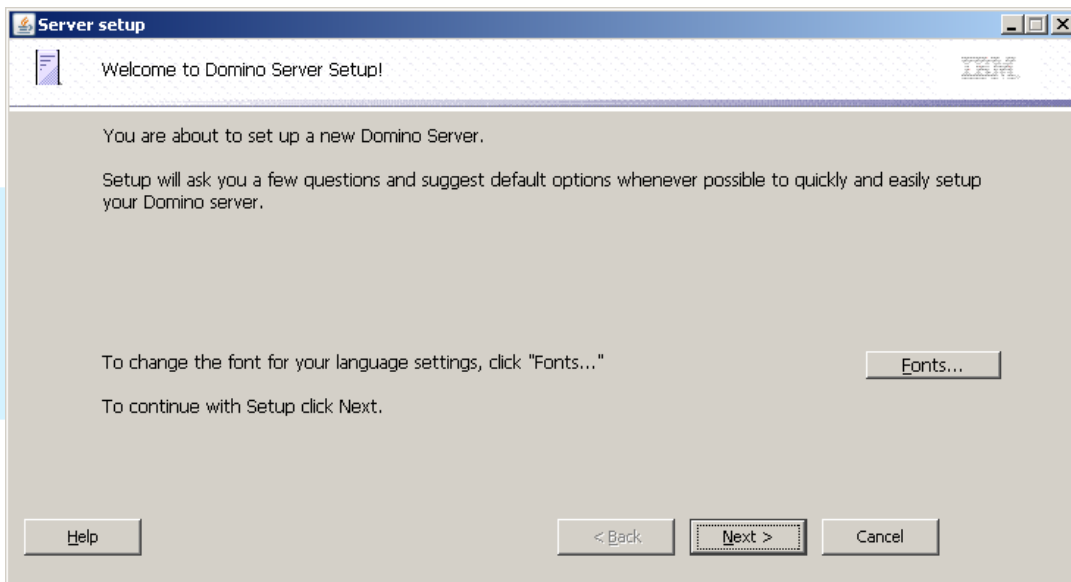 Server setup
Welcome to Domino Server Setup!
IBM.
You are about to set up a new Domino Server.
Setup will ask you a few questions and suggest default options whenever possible to quickly and easily setup
your Domino server.
To change the font for your language settings, click "Fonts..."
Fonts...
To continue with Setup click Next.
Help
< Back
Next >
Cancel